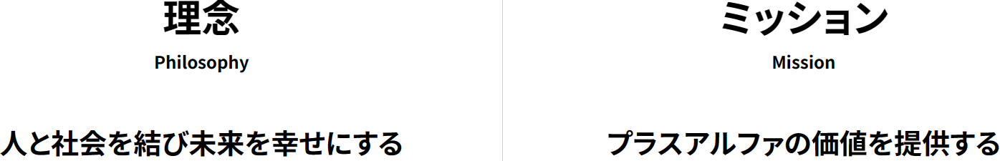 理念
Philosophy
人と社会を結び未来を幸せにする
ミッション
Mission
プラスアルファの価値を提供する